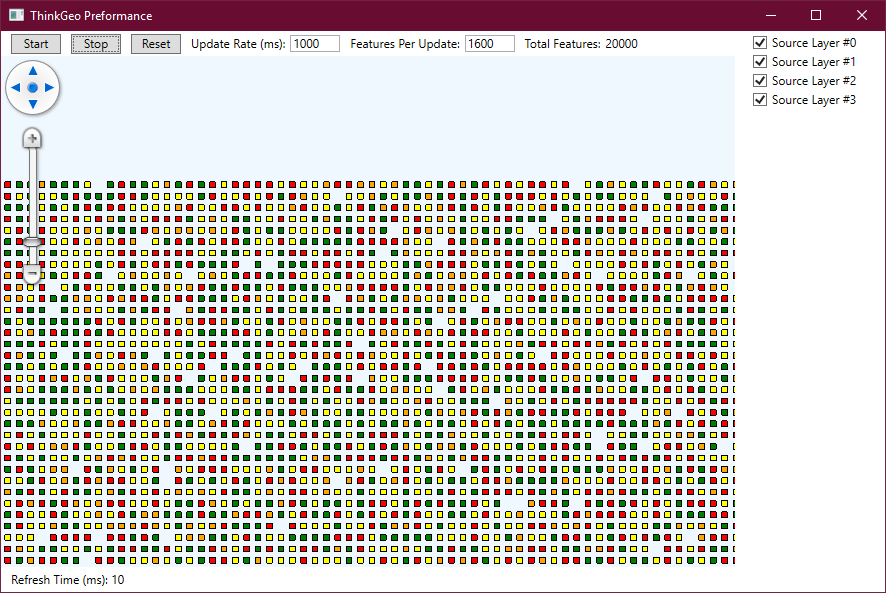 ThinkGeo Preformance
Start Stop Reset Update Rate (ms): 1000 Features Per Update: 1600 Total Features: 20000
Source Layer #0
Source Layer #1
Source Layer #2
Source Layer #3
Refresh Time (ms): 10